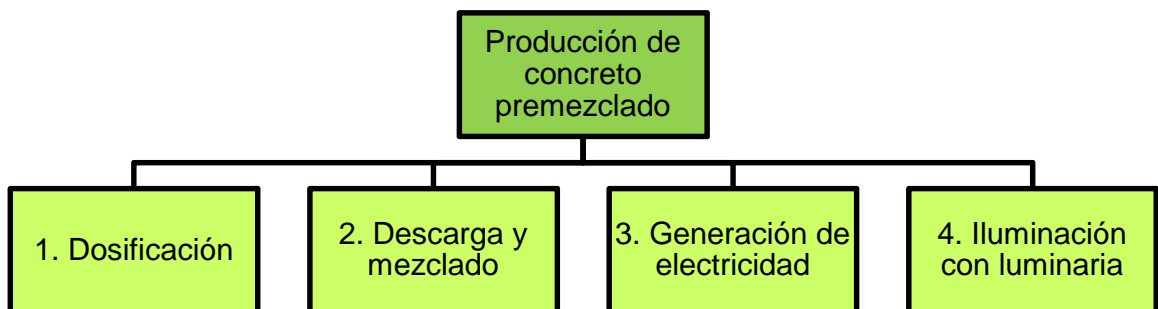 Producción de
concreto
premezclado
1. Dosificación
2. Descarga y
mezclado
3. Generación de
electricidad
4. Iluminación
con luminaria